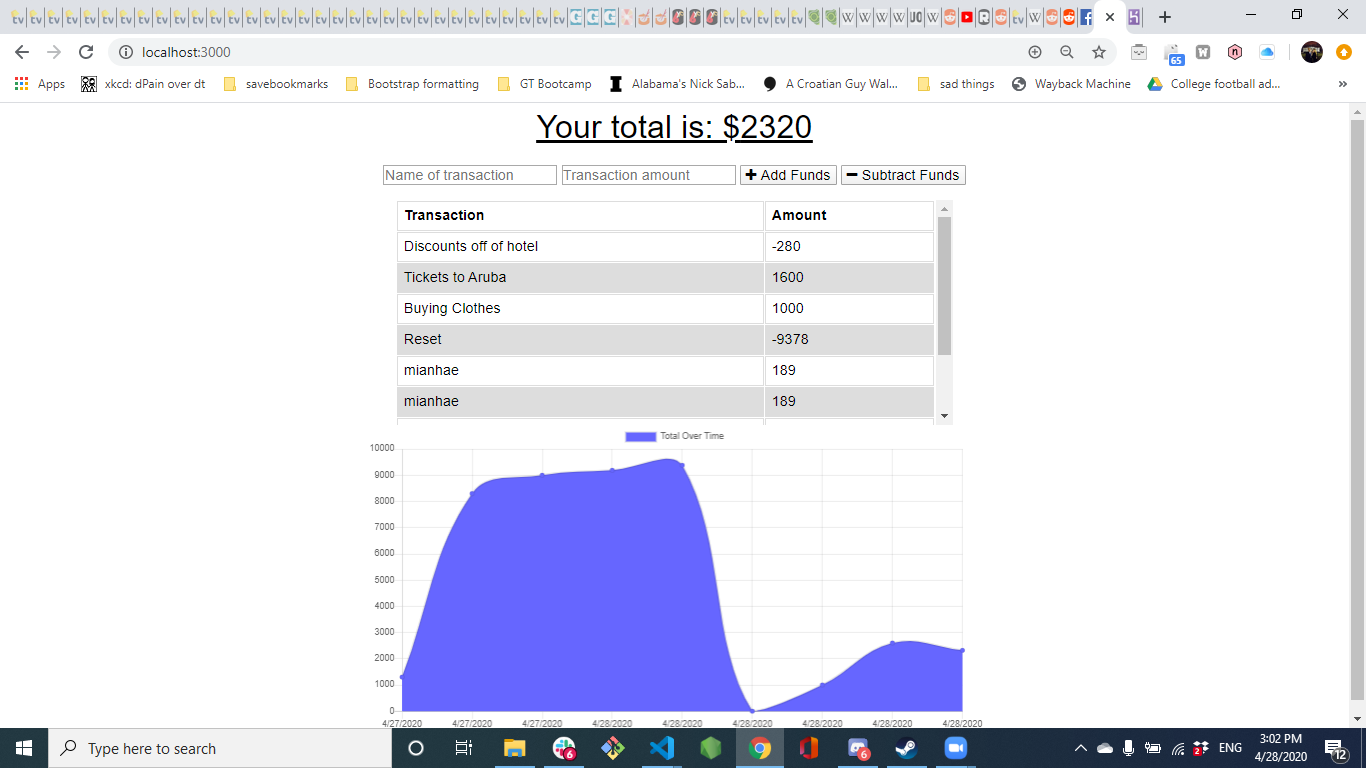 localhost:3000
65
Apps
xkcd: dPain over dt
savebookmarks
Bootstrap formatting
GT Bootcamp
Alabama's Nick Sab...
A Croatian Guy Wal...
sad things
Wayback Machine
College football ad...
»
Your total is: $2320
Name of transaction
Transaction amount
Add Funds
Subtract Funds
Transaction Amount
Discounts off of hotel -280
Tickets to Aruba 1600
Buying Clothes 1000
Reset -9378
mianhae 189
mianhae 189
Total Over Time
10000
9000
8000
7000
6000
5000
4000
3000
2000
1000
0
4/27/2020 4/27/2020 4/27/2020 4/28/2020 4/28/2020 4/28/2020 4/28/2020 4/28/2020 4/28/2020
Type here to search
6
6
2
ENG
3:02 PM
4/28/2020
12